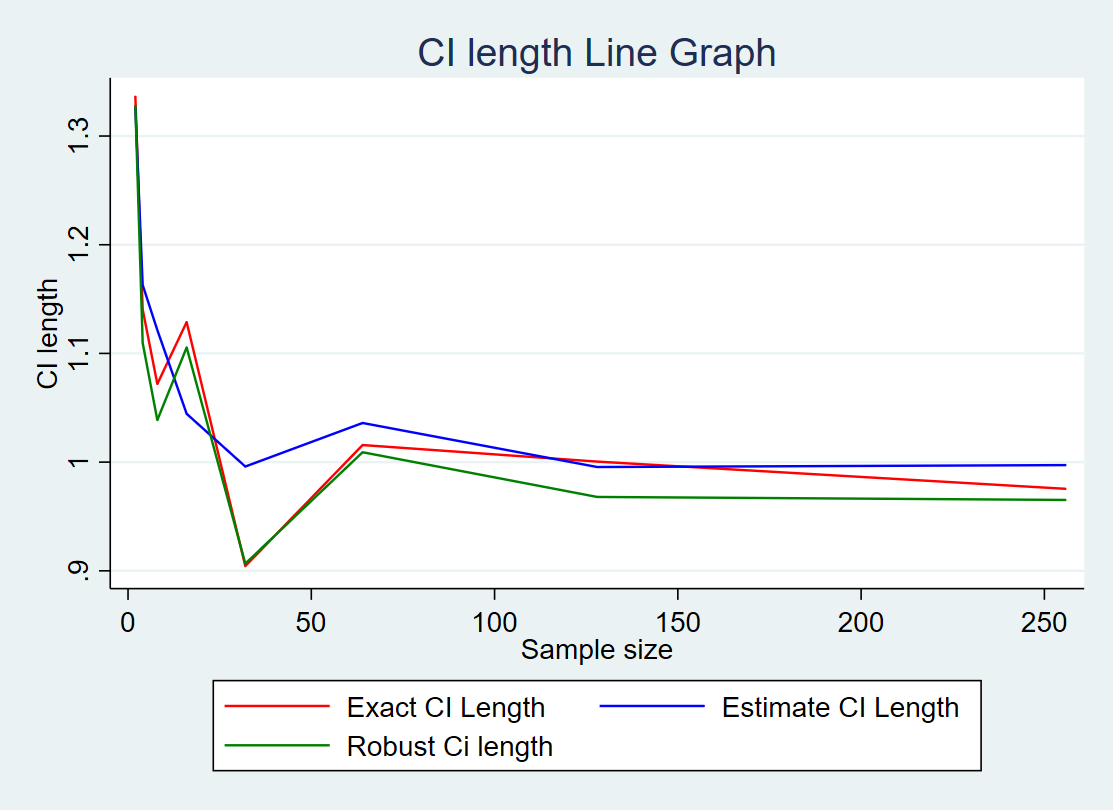 CI length Line Graph
CI length
1.3
1.2
1.1
1
.9
0 50 100 150 200 250
Sample size
Exact CI Length Estimate CI Length
Robust Ci length